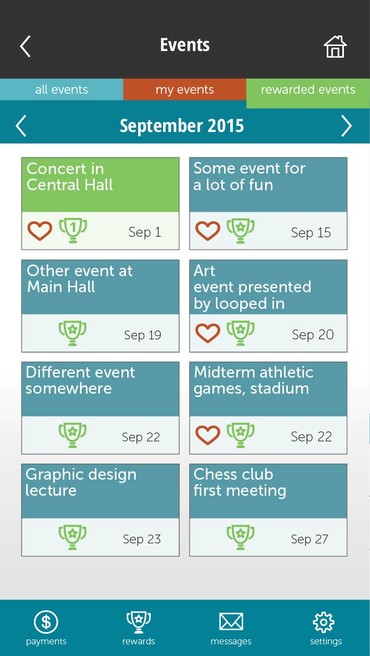 Events
all events
my events
rewarded events
September 2015
Concert in
Central Hall
1
Sep 1
Some event for
a lot of fun
Sep 15
Other event at
Main Hall
Sep 19
Art
event presented
by looped in
Sep 20
Different event
somewhere
Sep 22
Midterm athletic
games, stadium
Sep 22
Graphic design
lecture
Sep 23
Chess club
first meeting
Sep 27
$
payments
rewards
messages
settings